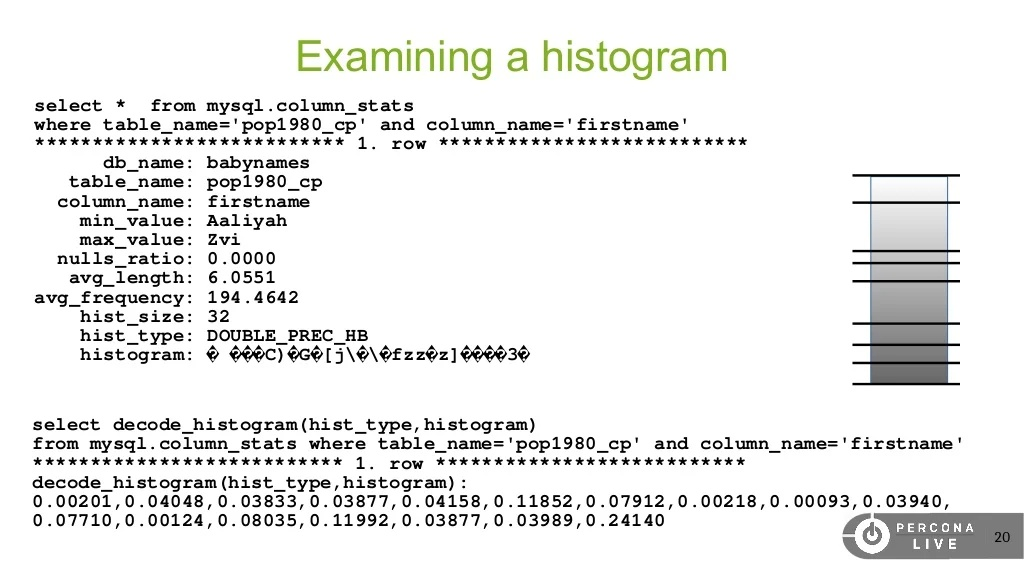 Examining a histogram
select *  from mysql.column_stats
where table_name='pop1980_cp' and column_name='firstname'
*************************** 1. row ***************************
      db_name: babynames
   table_name: pop1980_cp
  column_name: firstname
    min_value: Aaliyah
    max_value: Zvi
  nulls_ratio: 0.0000
   avg_length: 6.0551
avg_frequency: 194.4642
    hist_size: 32
    hist_type: DOUBLE_PREC_HB
    histogram: � ���C)�G�[j\�\�fzz�z]����3�
select decode_histogram(hist_type,histogram)
from mysql.column_stats where table_name='pop1980_cp' and column_name='firstname'
*************************** 1. row ***************************
decode_histogram(hist_type,histogram):
0.00201,0.04048,0.03833,0.03877,0.04158,0.11852,0.07912,0.00218,0.00093,0.03940,
0.07710,0.00124,0.08035,0.11992,0.03877,0.03989,0.24140
PERCONA
LIVE
20